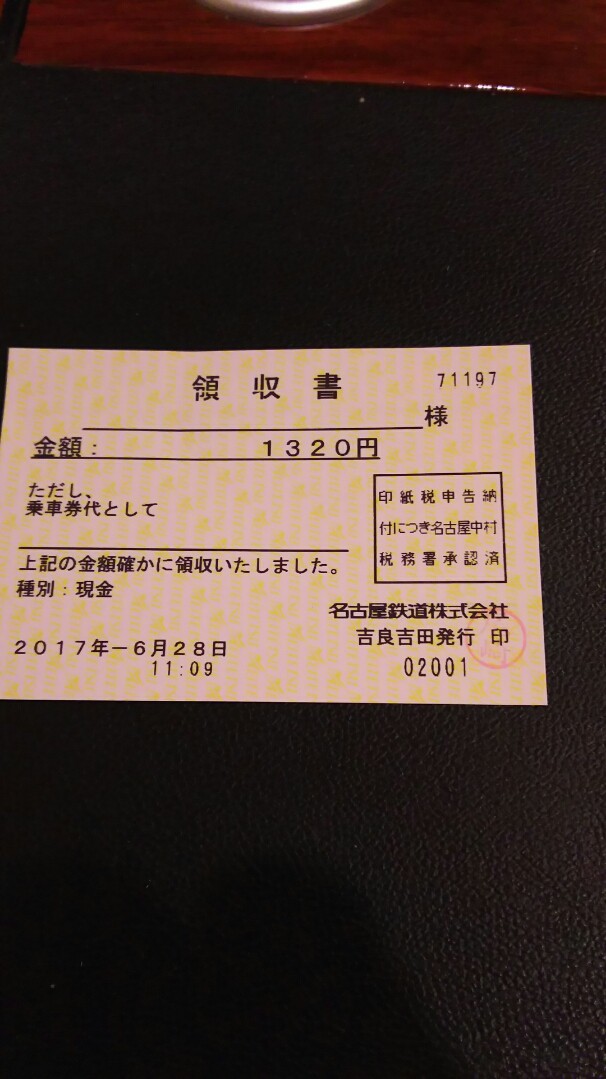 領収書 71197
様
金額： １３２０円
ただし、
乗車券代として
印紙税申告納
付につき名古屋中村
税務署承認済
上記の金額確かに領収いたしました。
種別：現金
名古屋鉄道株式会社
吉良吉田発行 印
２０１７年－６月２８日
11:09
02001